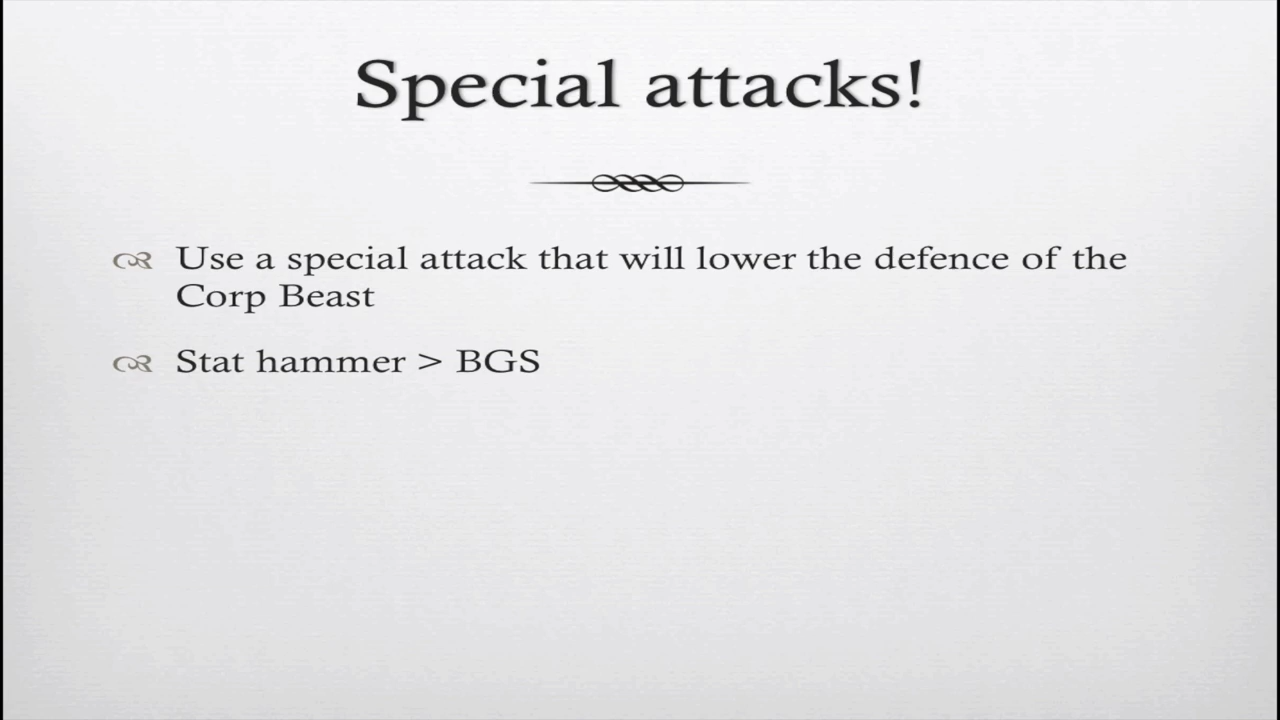 Special attacks!
Use a special attack that will lower the defence of the
Corp Beast
Stat hammer > BGS